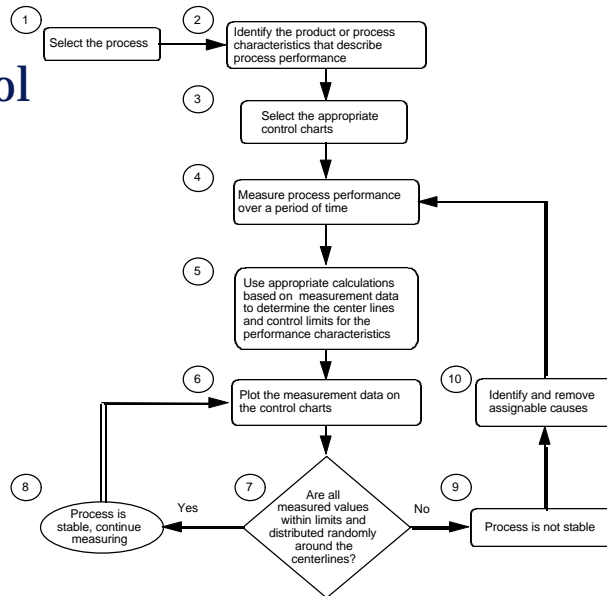 1
Select the process
2
Identify the product or process
characteristics that describe
process performance
ol
3
Select the appropriate
control charts
4
Measure process performance
over a period of time
5
Use appropriate calculations
based on measurement data
to determine the center lines
and control limits for the
performance characteristics
6
Plot the measurement data on
the control charts
10
Identify and remove
assignable causes
8
Process is
stable, continue
measuring
Yes
7
Are all
measured values
within limits and
distributed randomly
around the
centerlines?
No
9
Process is not stable